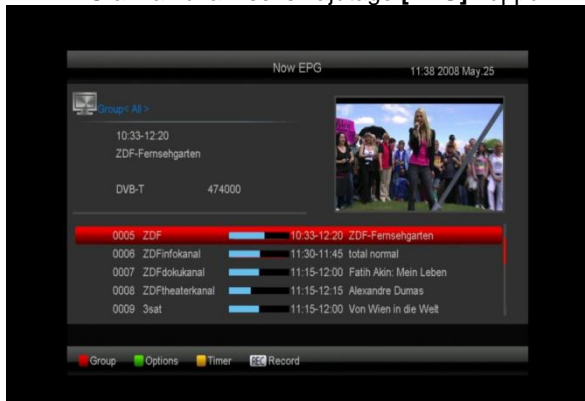 Now EPG
11:38 2008 May.25
Group< All >
10:33-12:20
ZDF-Fernsehgarten
DVB-T 474000
0005 ZDF 10:33-12:20 ZDF-Fernsehgarten
0006 ZDFinfokanal 11:30-11:45 total normal
0007 ZDFdokukanal 11:15-12:00 Fatih Akin: Mein Leben
0008 ZDFtheaterkanal 11:15-12:15 Alexandre Dumas
0009 3sat 11:15-12:00 Von Wien in die Welt
Group Options Timer REC Record